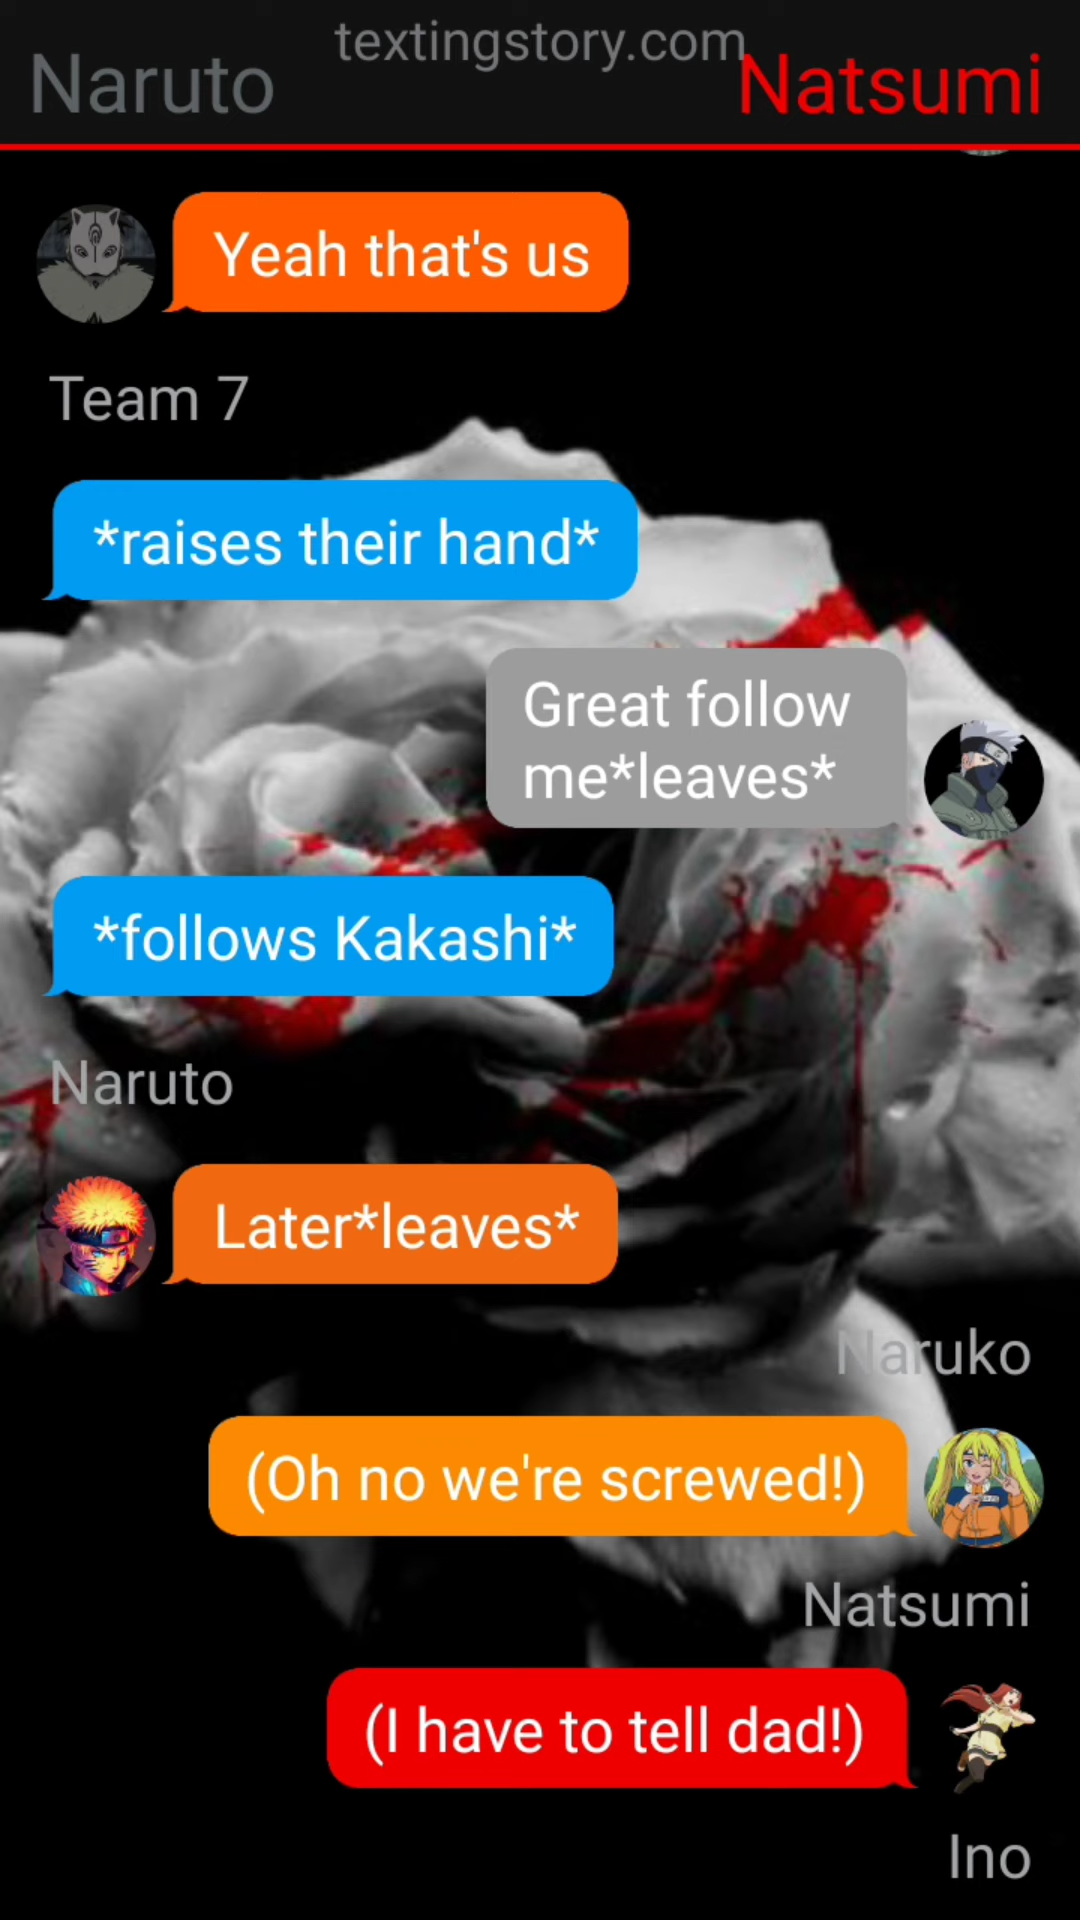 textingstory.com
Naruto
Natsumi
Yeah that's us
Team 7
*raises their hand*
Great follow
me*leaves*
*follows Kakashi*
Naruto
Later*leaves*
Naruko
(Oh no we're screwed!)
Natsumi
(I have to tell dad!)
Ino